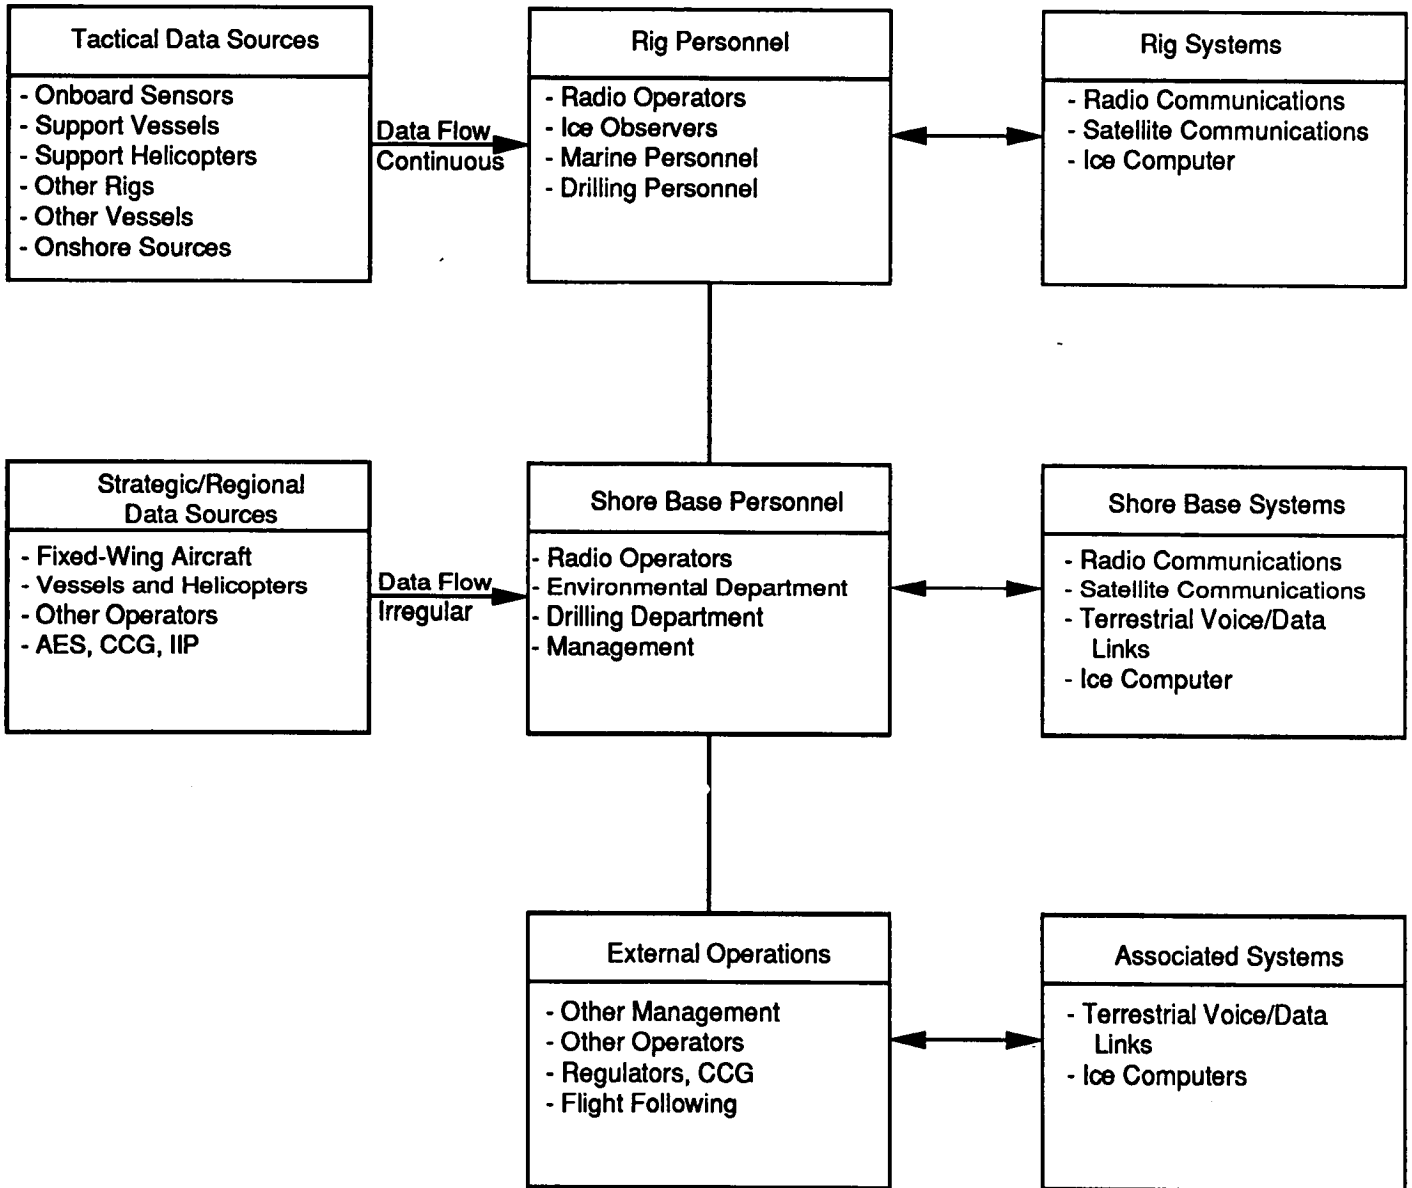 Tactical Data Sources
- Onboard Sensors
- Support Vessels
- Support Helicopters
- Other Rigs
- Other Vessels
- Onshore Sources
Data Flow
Continuous
Rig Personnel
- Radio Operators
- Ice Observers
- Marine Personnel
- Drilling Personnel
Rig Systems
- Radio Communications
- Satellite Communications
- Ice Computer
Strategic/Regional
Data Sources
- Fixed-Wing Aircraft
- Vessels and Helicopters
- Other Operators
- AES, CCG, IIP
Data Flow
Irregular
Shore Base Personnel
- Radio Operators
- Environmental Department
- Drilling Department
- Management
Shore Base Systems
- Radio Communications
- Satellite Communications
- Terrestrial Voice/Data
Links
- Ice Computer
External Operations
- Other Management
- Other Operators
- Regulators, CCG
- Flight Following
Associated Systems
- Terrestrial Voice/Data
Links
- Ice Computers